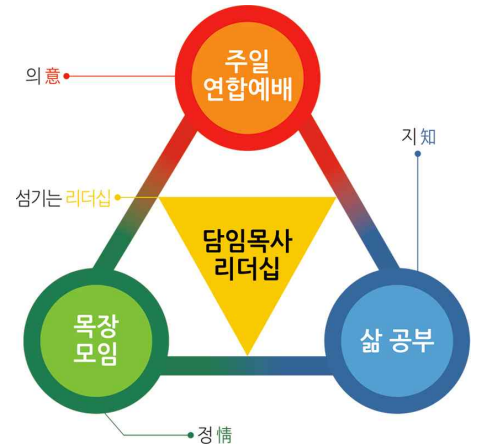 주일
연합예배
의 意
지 知
섬기는 리더십
담임목사
리더십
목장
모임
삶 공부
정 情